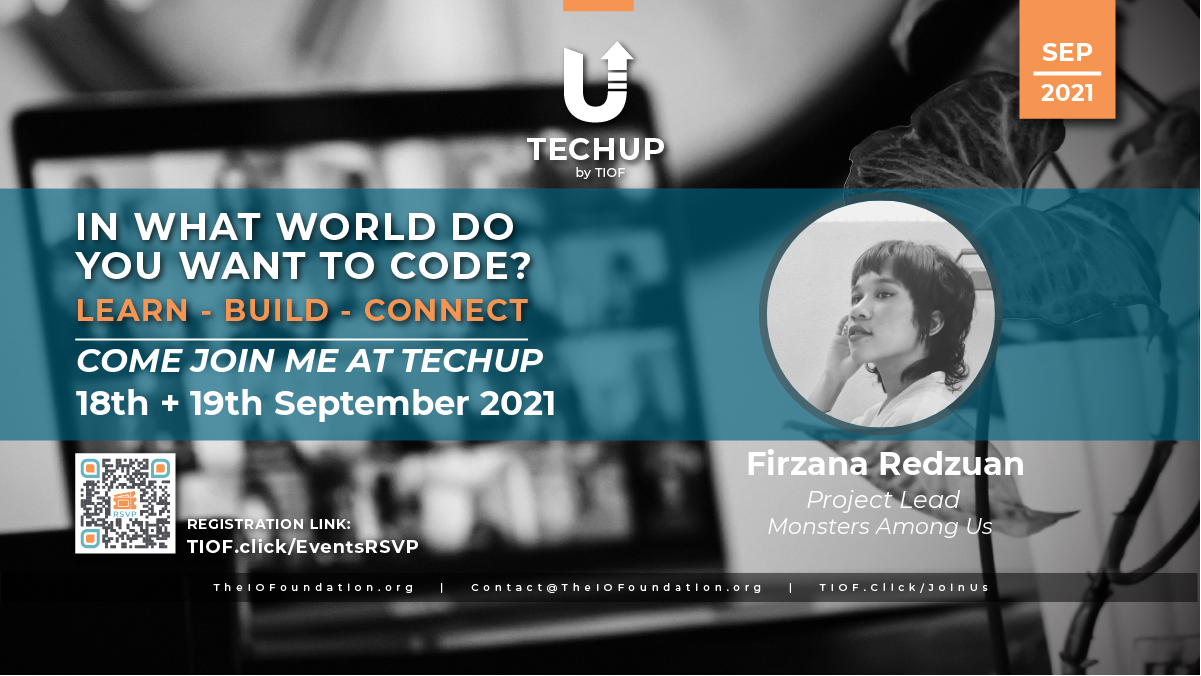 SEP
2021
TECHUP
by TIOF
IN WHAT WORLD DO
YOU WANT TO CODE?
LEARN - BUILD - CONNECT
COME JOIN ME AT TECHUP
18th + 19th September 2021
Firzana Redzuan
Project Lead
Monsters Among Us
RSVP
REGISTRATION LINK:
TIOF.click/EventsRSVP
TheIOFoundation.org | Contact@TheIOFoundation.org | TIOF.Click/JoinUs